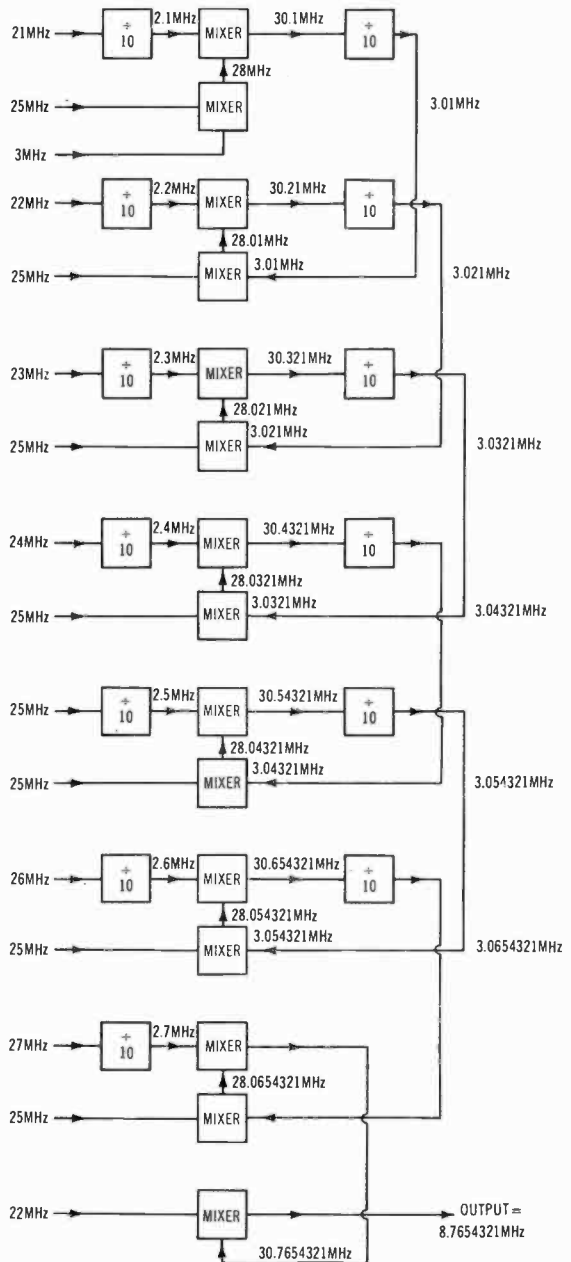 21MHz
÷
10
2.1MHz
MIXER
30.1MHz
÷
10
28MHz
25MHz
MIXER
3.01MHz
3MHz
22MHz
÷
10
2.2MHz
MIXER
30.21MHz
÷
10
28.01MHz
3.01MHz
25MHz
MIXER
3.021MHz
23MHz
÷
10
2.3MHz
MIXER
30.321MHz
÷
10
28.021MHz
3.021MHz
25MHz
MIXER
3.0321MHz
24MHz
÷
10
2.4MHz
MIXER
30.4321MHz
÷
10
28.0321MHz
3.0321MHz
25MHz
MIXER
3.04321MHz
25MHz
÷
10
2.5MHz
MIXER
30.54321MHz
÷
10
28.04321MHz
3.04321MHz
25MHz
MIXER
3.054321MHz
26MHz
÷
10
2.6MHz
MIXER
30.654321MHz
÷
10
28.054321MHz
3.054321MHz
25MHz
MIXER
3.0654321MHz
27MHz
÷
10
2.7MHz
MIXER
28.0654321MHz
25MHz
MIXER
22MHz
MIXER
OUTPUT =
8.7654321MHz
30.7654321MHz